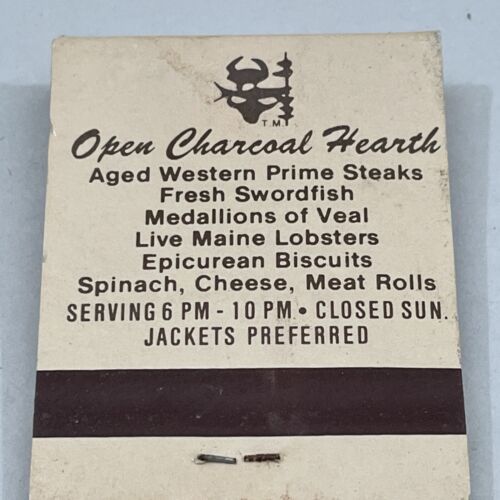 T.M.
Open Charcoal Hearth
Aged Western Prime Steaks
Fresh Swordfish
Medallions of Veal
Live Maine Lobsters
Epicurean Biscuits
Spinach, Cheese, Meat Rolls
SERVING 6 PM - 10 PM • CLOSED SUN.
JACKETS PREFERRED